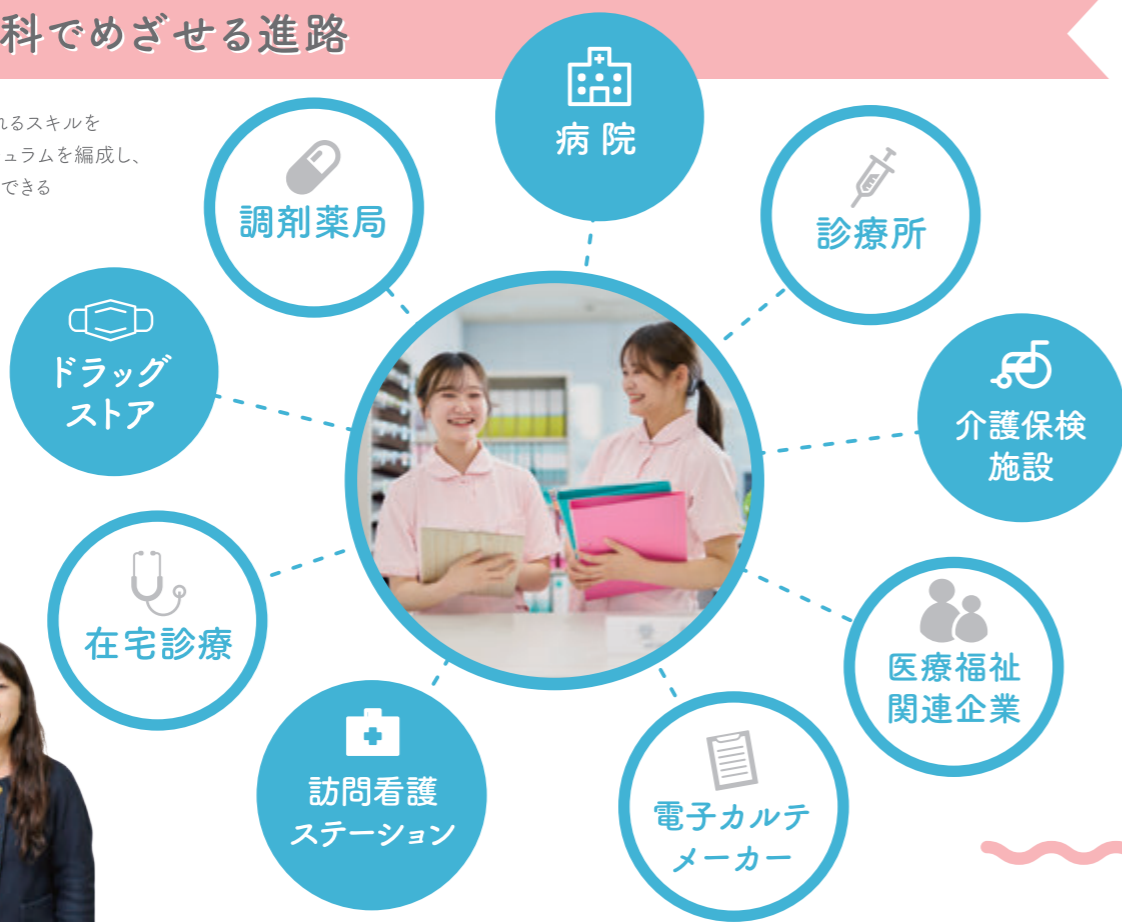 科でめざせる進路
れるスキルを
ュラムを編成し、
できる
病院
調剤薬局
診療所
ドラッグ
ストア
介護保検
施設
在宅診療
医療福祉
関連企業
訪問看護
ステーション
電子カルテ
メーカー